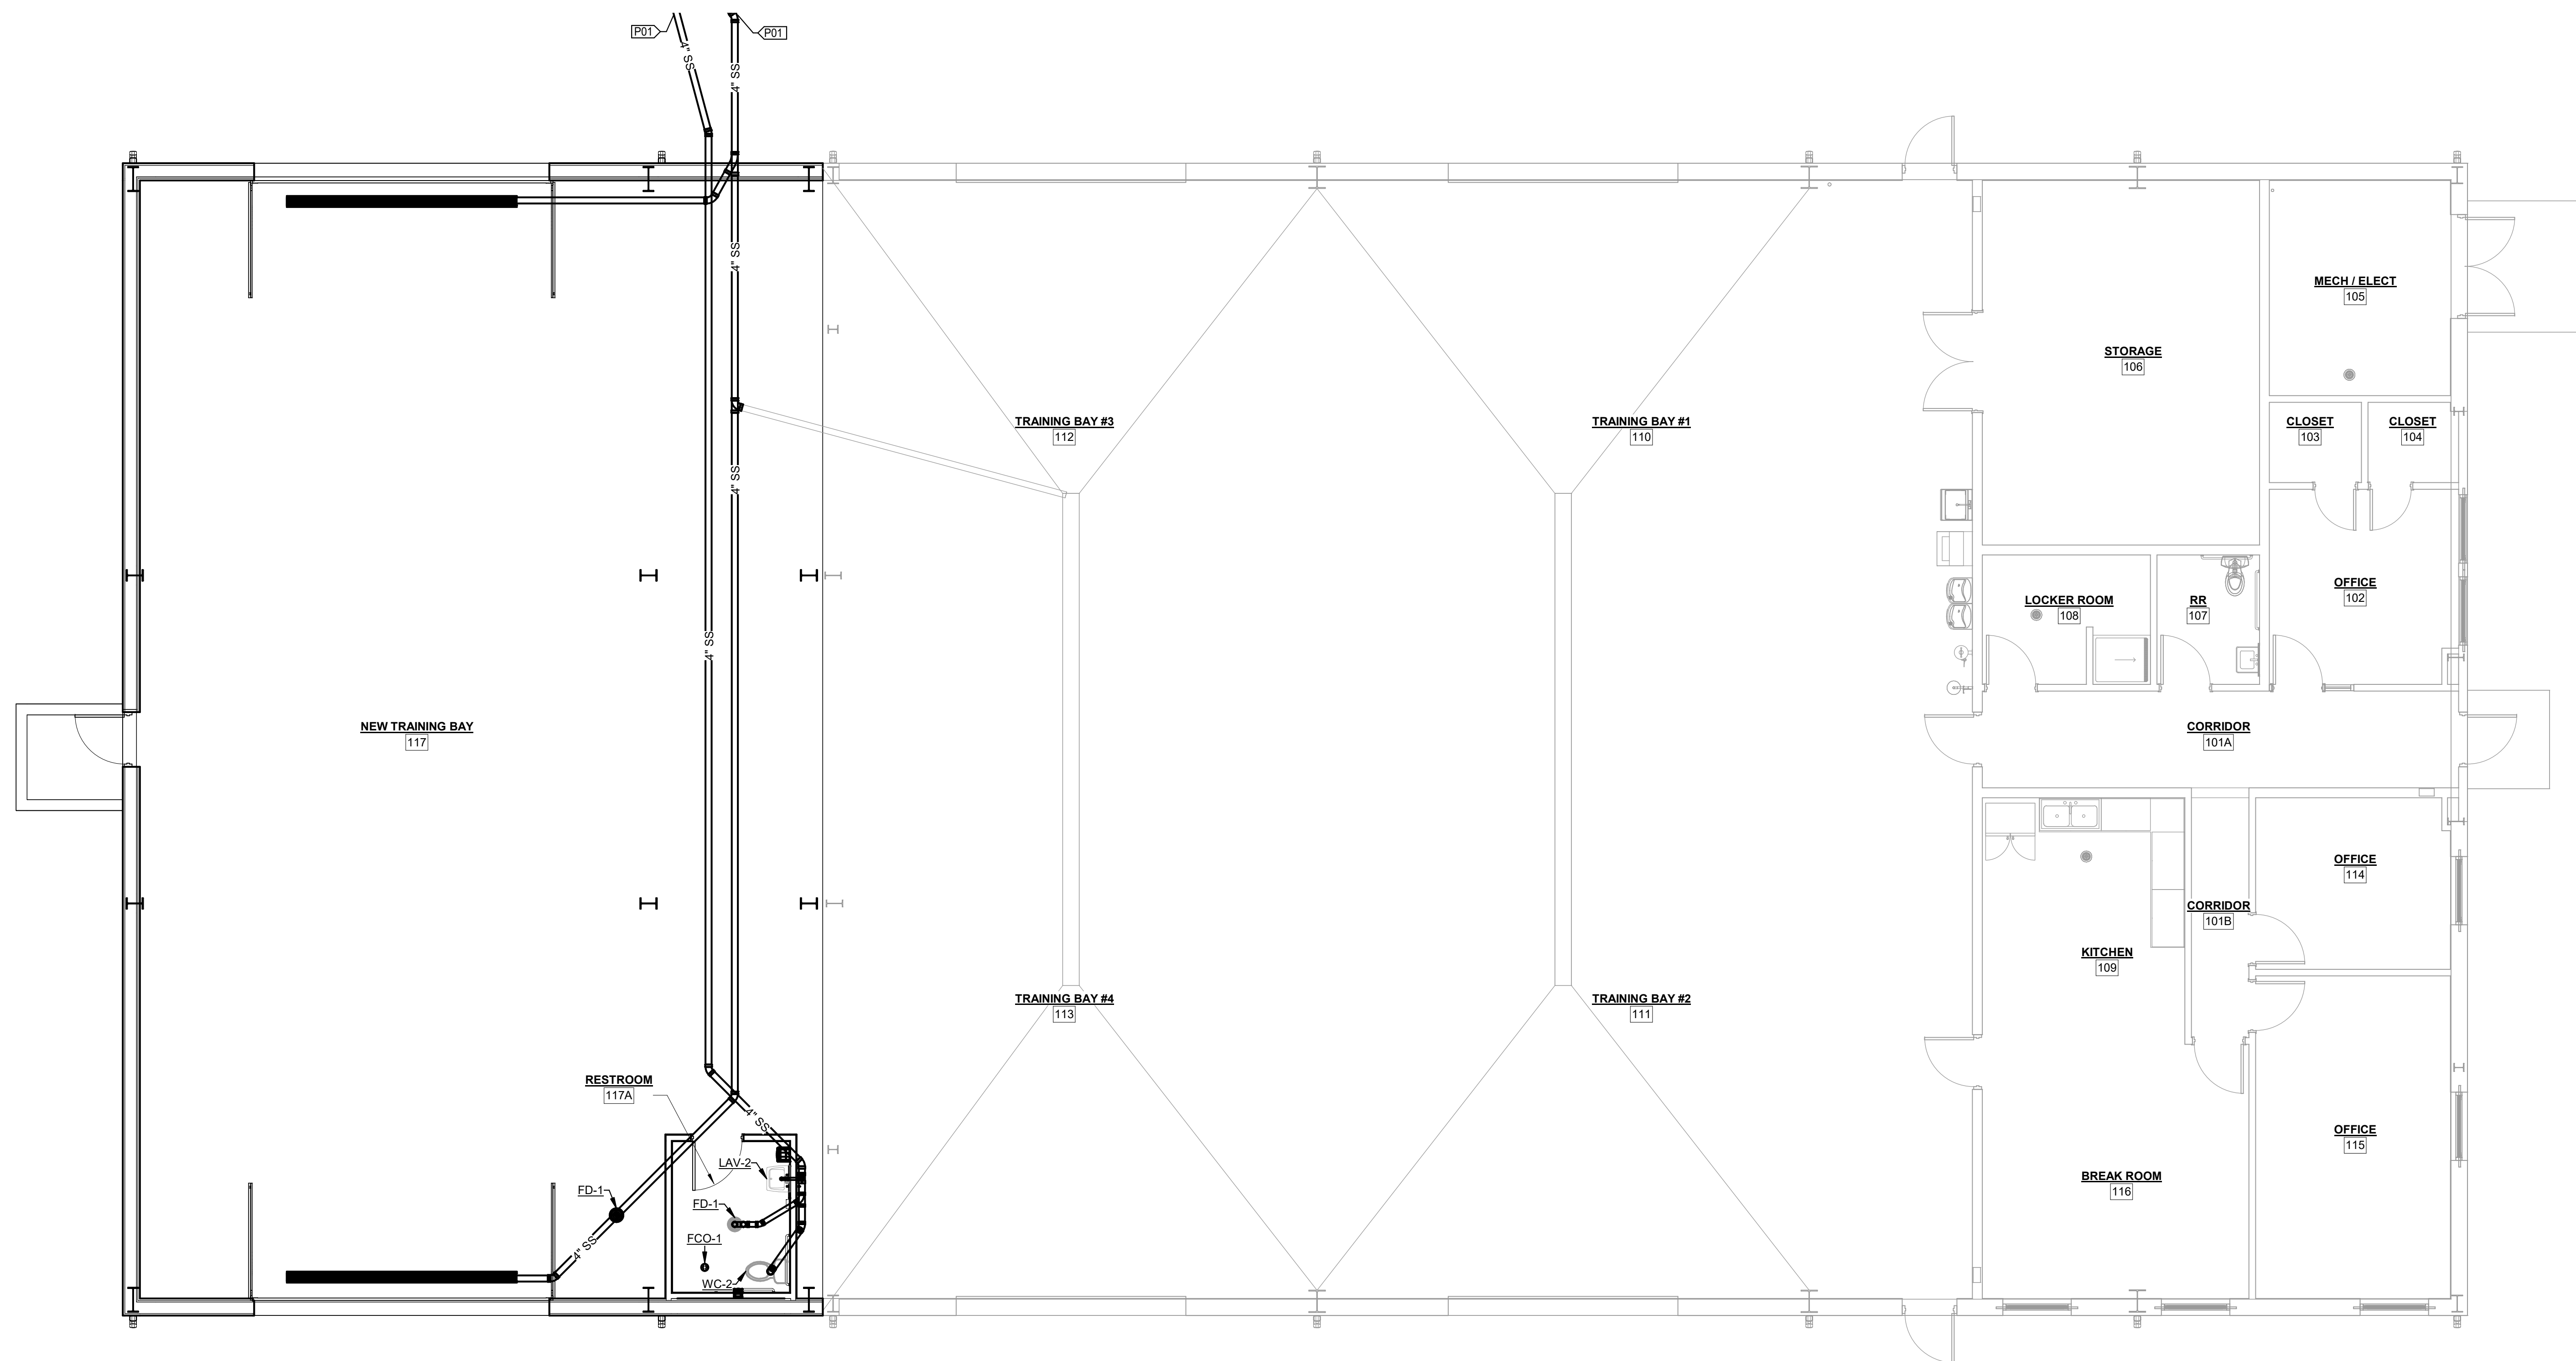 P01
P01
4" SS
4" SS
4" SS
MECH / ELECT
105
STORAGE
106
TRAINING BAY #3
112
TRAINING BAY #1
110
CLOSET
103
CLOSET
104
4" SS
OFFICE
102
LOCKER ROOM
108
RR
107
4" SS
NEW TRAINING BAY
117
CORRIDOR
101A
OFFICE
114
CORRIDOR
101B
KITCHEN
109
TRAINING BAY #4
113
TRAINING BAY #2
111
RESTROOM
117A
4" SS
OFFICE
115
LAV-2
BREAK ROOM
116
FD-1
FD-1
FCO-1
4" SS
WC-2